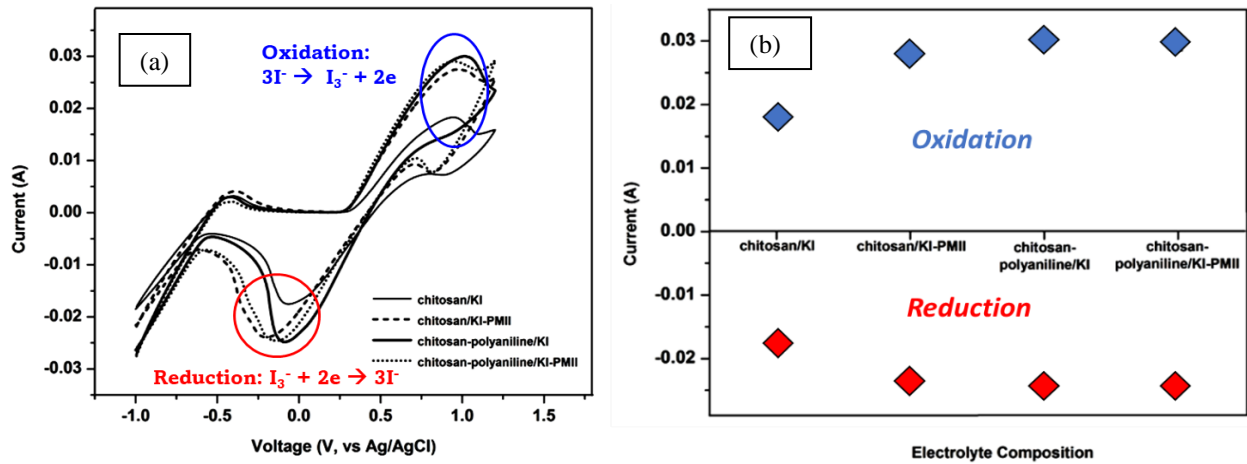 (a)
Oxidation:
3I⁻ → I₃⁻ + 2e
0.03
0.02
0.01
0.00
-0.01
-0.02
-0.03
Current (A)
chitosan/KI
chitosan/KI-PMII
chitosan-polyaniline/KI
chitosan-polyaniline/KI-PMII
Reduction: I₃⁻ + 2e → 3I⁻
-1.0 -0.5 0.0 0.5 1.0 1.5
Voltage (V, vs Ag/AgCl)
(b)
0.03
0.02
0.01
0.00
-0.01
-0.02
Current (A)
Oxidation
chitosan/KI
chitosan/KI-PMII
chitosan-
polyaniline/KI
chitosan-
polyaniline/KI-PMII
Reduction
Electrolyte Composition